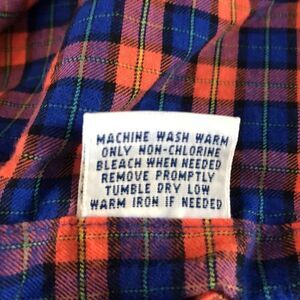 MACHINE WASH WARM
ONLY NON-CHLORINE
BLEACH WHEN NEEDED
REMOVE PROMPTLY
TUMBLE DRY LOW
WARM IRON IF NEEDED